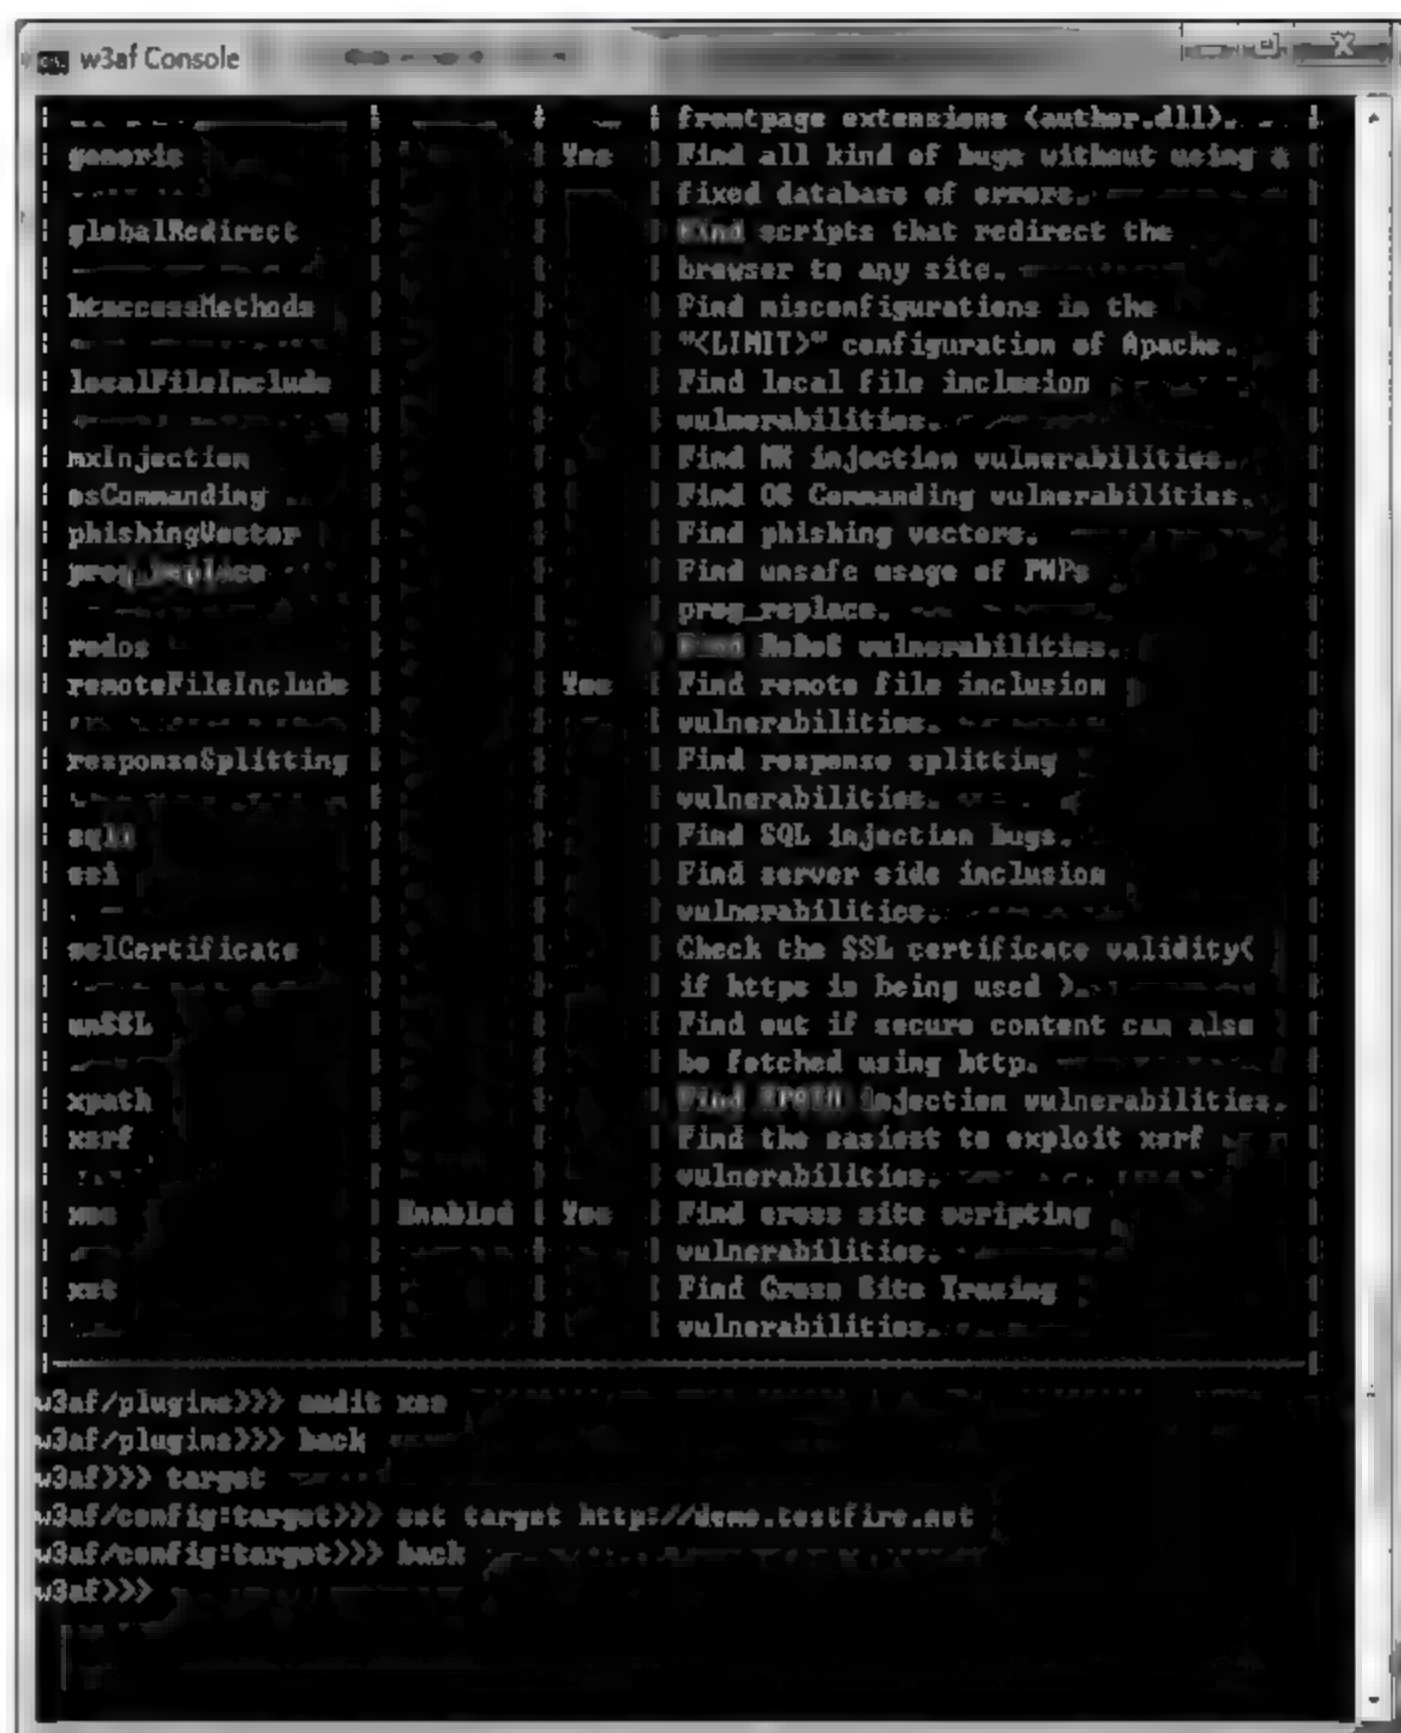 w3af Console
frontpage extensions (author.dll).
generic Yes Find all kind of bugs without using a
fixed database of errors.
globalRedirect Find scripts that redirect the
browser to any site.
htaccessMethods Find misconfigurations in the
"<LIMIT>" configuration of Apache.
localFileInclude Find local file inclusion
vulnerabilities.
mxInjection Find MX injection vulnerabilities.
osCommanding Find OS Commanding vulnerabilities.
phishingVector Find phishing vectors.
preg_replace Find unsafe usage of PHPs
preg_replace.
redos Find ReDoS vulnerabilities.
remoteFileInclude Yes Find remote file inclusion
vulnerabilities.
responseSplitting Find response splitting
vulnerabilities.
sqli Find SQL injection bugs.
ssi Find server side inclusion
vulnerabilities.
sslCertificate Check the SSL certificate validity(
if https is being used ).
unSSL Find out if secure content can also
be fetched using http.
xpath Find XPATH injection vulnerabilities.
xsrf Find the easiest to exploit xsrf
vulnerabilities.
xss Enabled Yes Find cross site scripting
vulnerabilities.
xst Find Cross Site Tracing
vulnerabilities.
w3af/plugins>>> audit xss
w3af/plugins>>> back
w3af>>> target
w3af/config:target>>> set target http://demo.testfire.net
w3af/config:target>>> back
w3af>>>